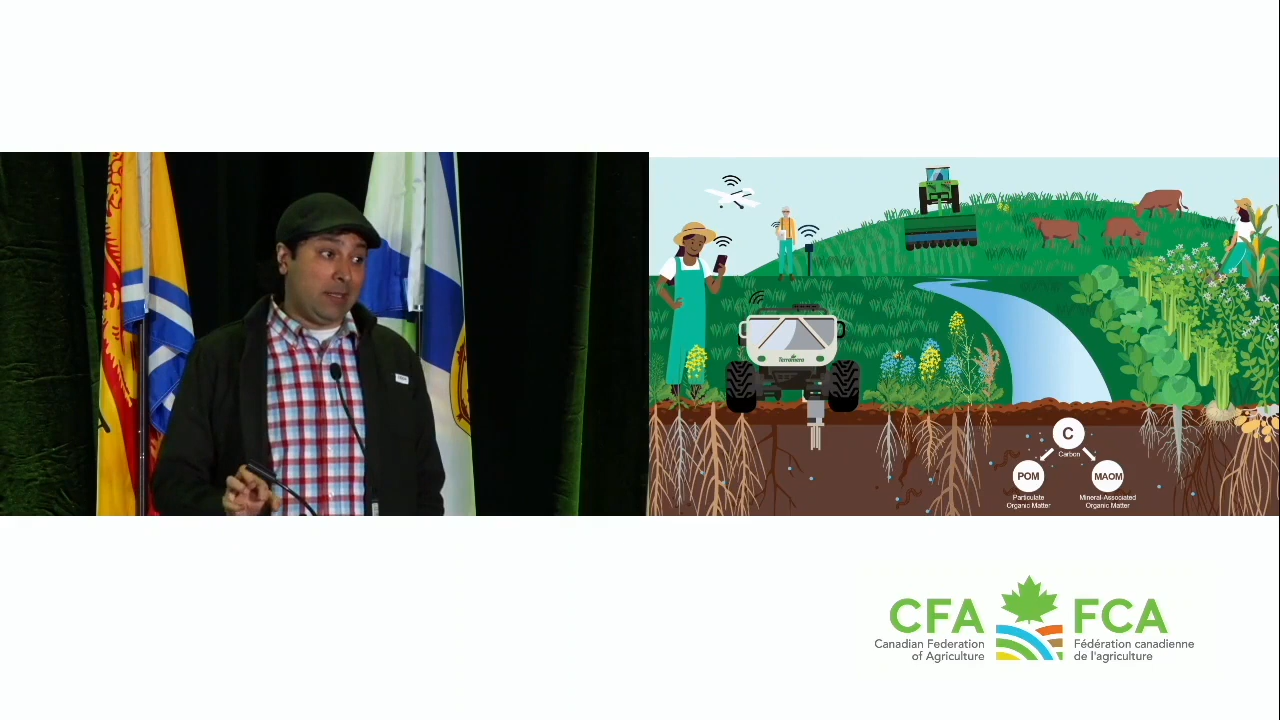 Terramera
C
Carbon
POM
MAOM
Particulate
Organic Matter
Mineral-Associated
Organic Matter
CFA
FCA
Canadian Federation
of Agriculture
Fédération canadienne
de l'agriculture